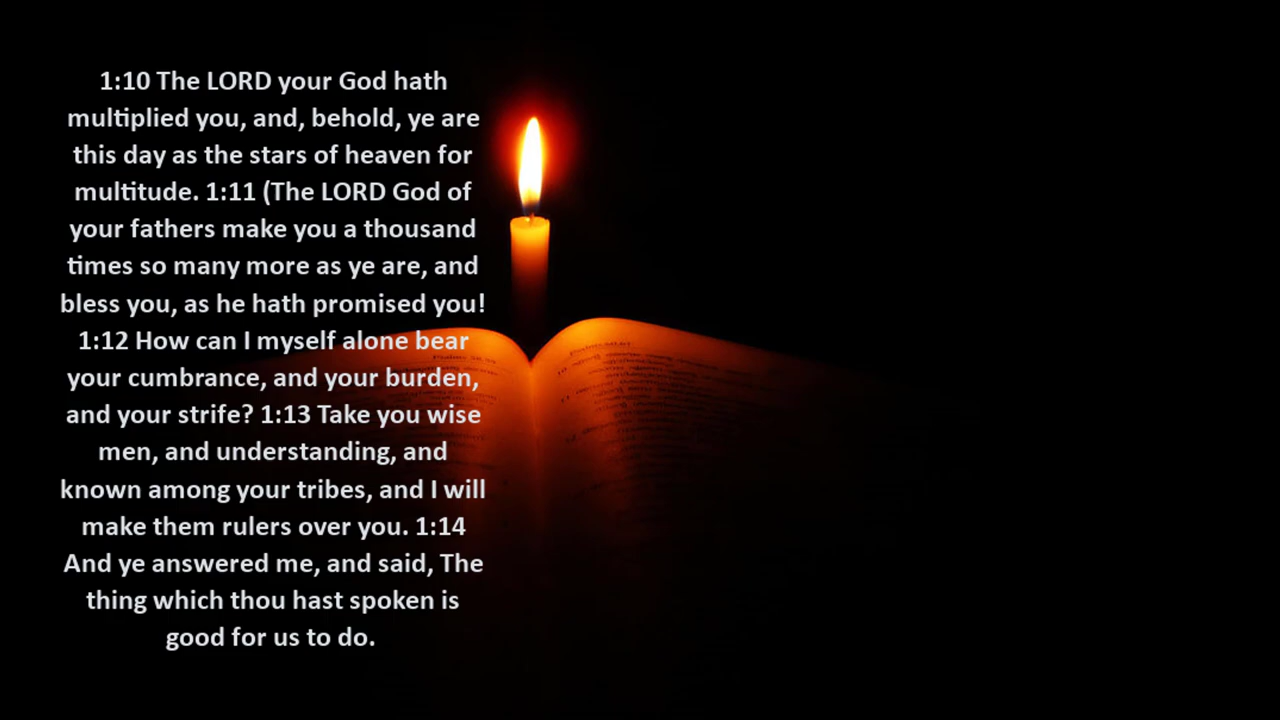 1:10 The LORD your God hath
multiplied you, and, behold, ye are
this day as the stars of heaven for
multitude. 1:11 (The LORD God of
your fathers make you a thousand
times so many more as ye are, and
bless you, as he hath promised you!
1:12 How can I myself alone bear
your cumbrance, and your burden,
and your strife? 1:13 Take you wise
men, and understanding, and
known among your tribes, and I will
make them rulers over you. 1:14
And ye answered me, and said, The
thing which thou hast spoken is
good for us to do.